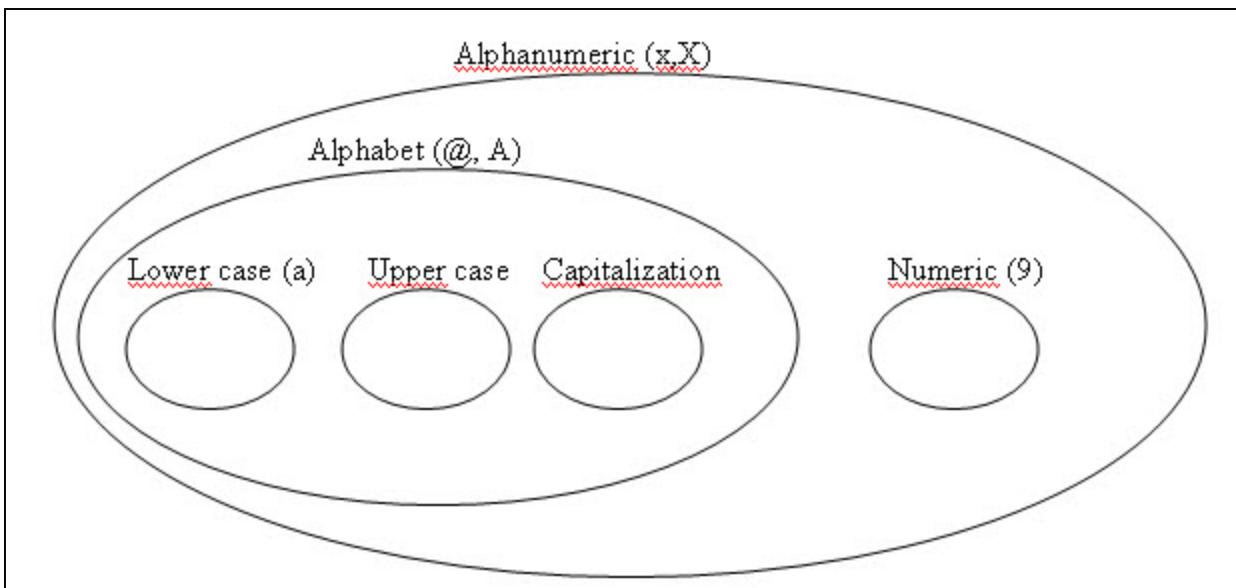 Alphanumeric (x,X)
Alphabet (@, A)
Lower case (a) Upper case Capitalization Numeric (9)